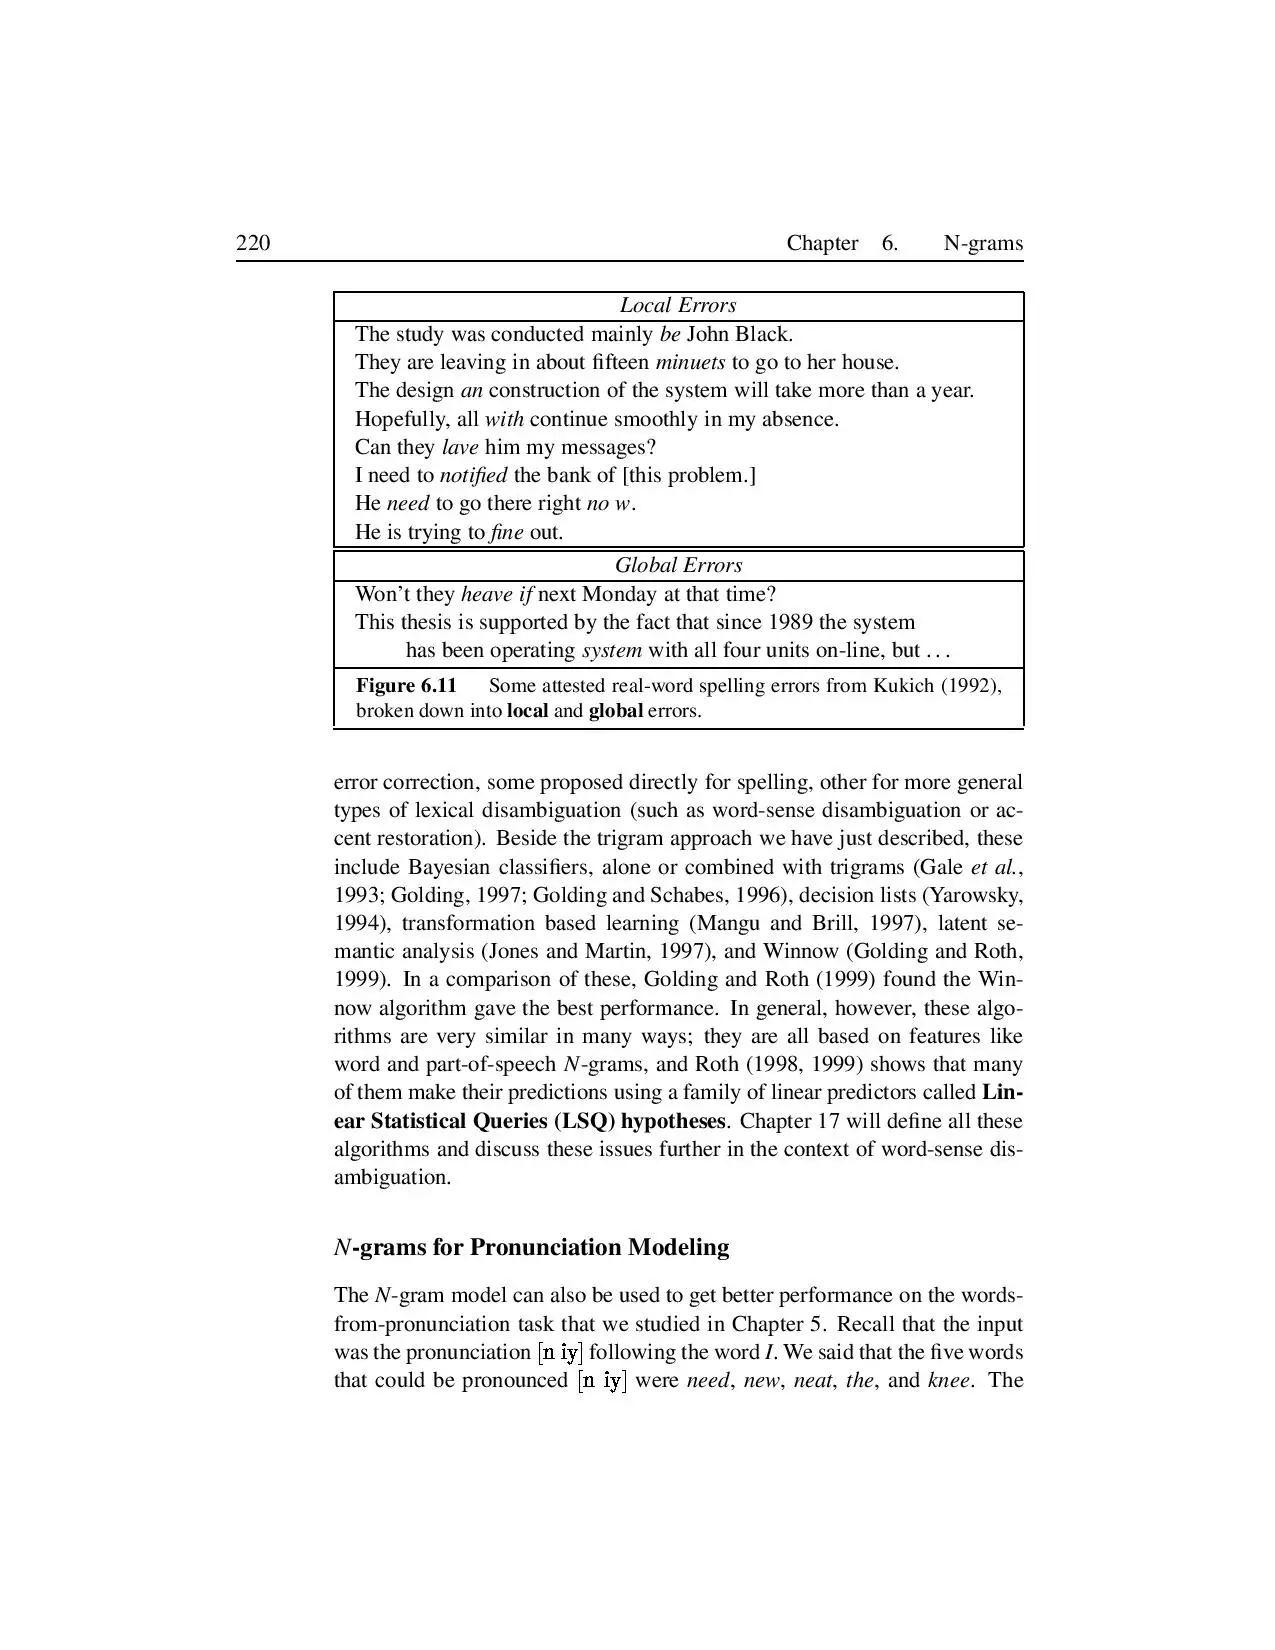 220 Chapter 6. N-grams
Local Errors
The study was conducted mainly be John Black.
They are leaving in about fifteen minuets to go to her house.
The design an construction of the system will take more than a year.
Hopefully, all with continue smoothly in my absence.
Can they lave him my messages?
I need to notified the bank of [this problem.]
He need to go there right no w.
He is trying to fine out.
Global Errors
Won't they heave if next Monday at that time?
This thesis is supported by the fact that since 1989 the system
has been operating system with all four units on-line, but . . .
Figure 6.11 Some attested real-word spelling errors from Kukich (1992),
broken down into local and global errors.
error correction, some proposed directly for spelling, other for more general
types of lexical disambiguation (such as word-sense disambiguation or ac-
cent restoration). Beside the trigram approach we have just described, these
include Bayesian classifiers, alone or combined with trigrams (Gale et al.,
1993; Golding, 1997; Golding and Schabes, 1996), decision lists (Yarowsky,
1994), transformation based learning (Mangu and Brill, 1997), latent se-
mantic analysis (Jones and Martin, 1997), and Winnow (Golding and Roth,
1999). In a comparison of these, Golding and Roth (1999) found the Win-
now algorithm gave the best performance. In general, however, these algo-
rithms are very similar in many ways; they are all based on features like
word and part-of-speech N-grams, and Roth (1998, 1999) shows that many
of them make their predictions using a family of linear predictors called Lin-
ear Statistical Queries (LSQ) hypotheses. Chapter 17 will define all these
algorithms and discuss these issues further in the context of word-sense dis-
ambiguation.
N-grams for Pronunciation Modeling
The N-gram model can also be used to get better performance on the words-
from-pronunciation task that we studied in Chapter 5. Recall that the input
was the pronunciation [n iy] following the word I. We said that the five words
that could be pronounced [n iy] were need, new, neat, the, and knee. The